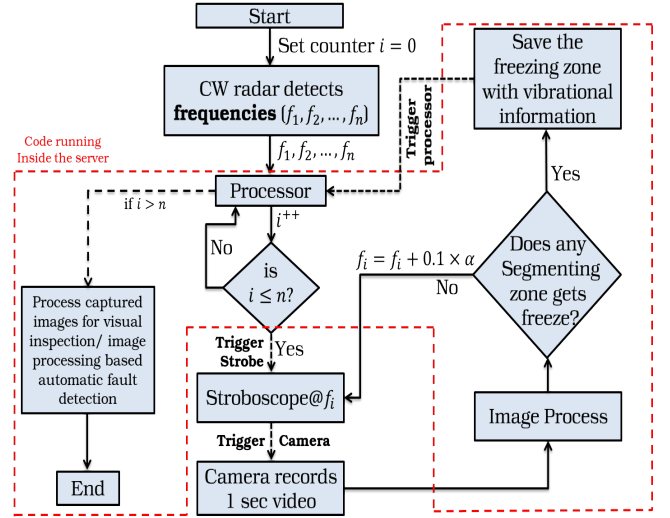 Start
Set counter i = 0
CW radar detects
frequencies (f₁, f₂, ..., fₙ)
f₁, f₂, ..., fₙ
Code running
Inside the server
Processor
if i > n
i⁺⁺
No
is
i ≤ n?
Trigger
Strobe
Yes
Stroboscope@fᵢ
Trigger Camera
Camera records
1 sec video
Image Process
Does any
Segmenting
zone gets
freeze?
No
fᵢ = fᵢ + 0.1 × α
Yes
Save the
freezing zone
with vibrational
information
Trigger
processor
Process captured
images for visual
inspection/ image
processing based
automatic fault
detection
End